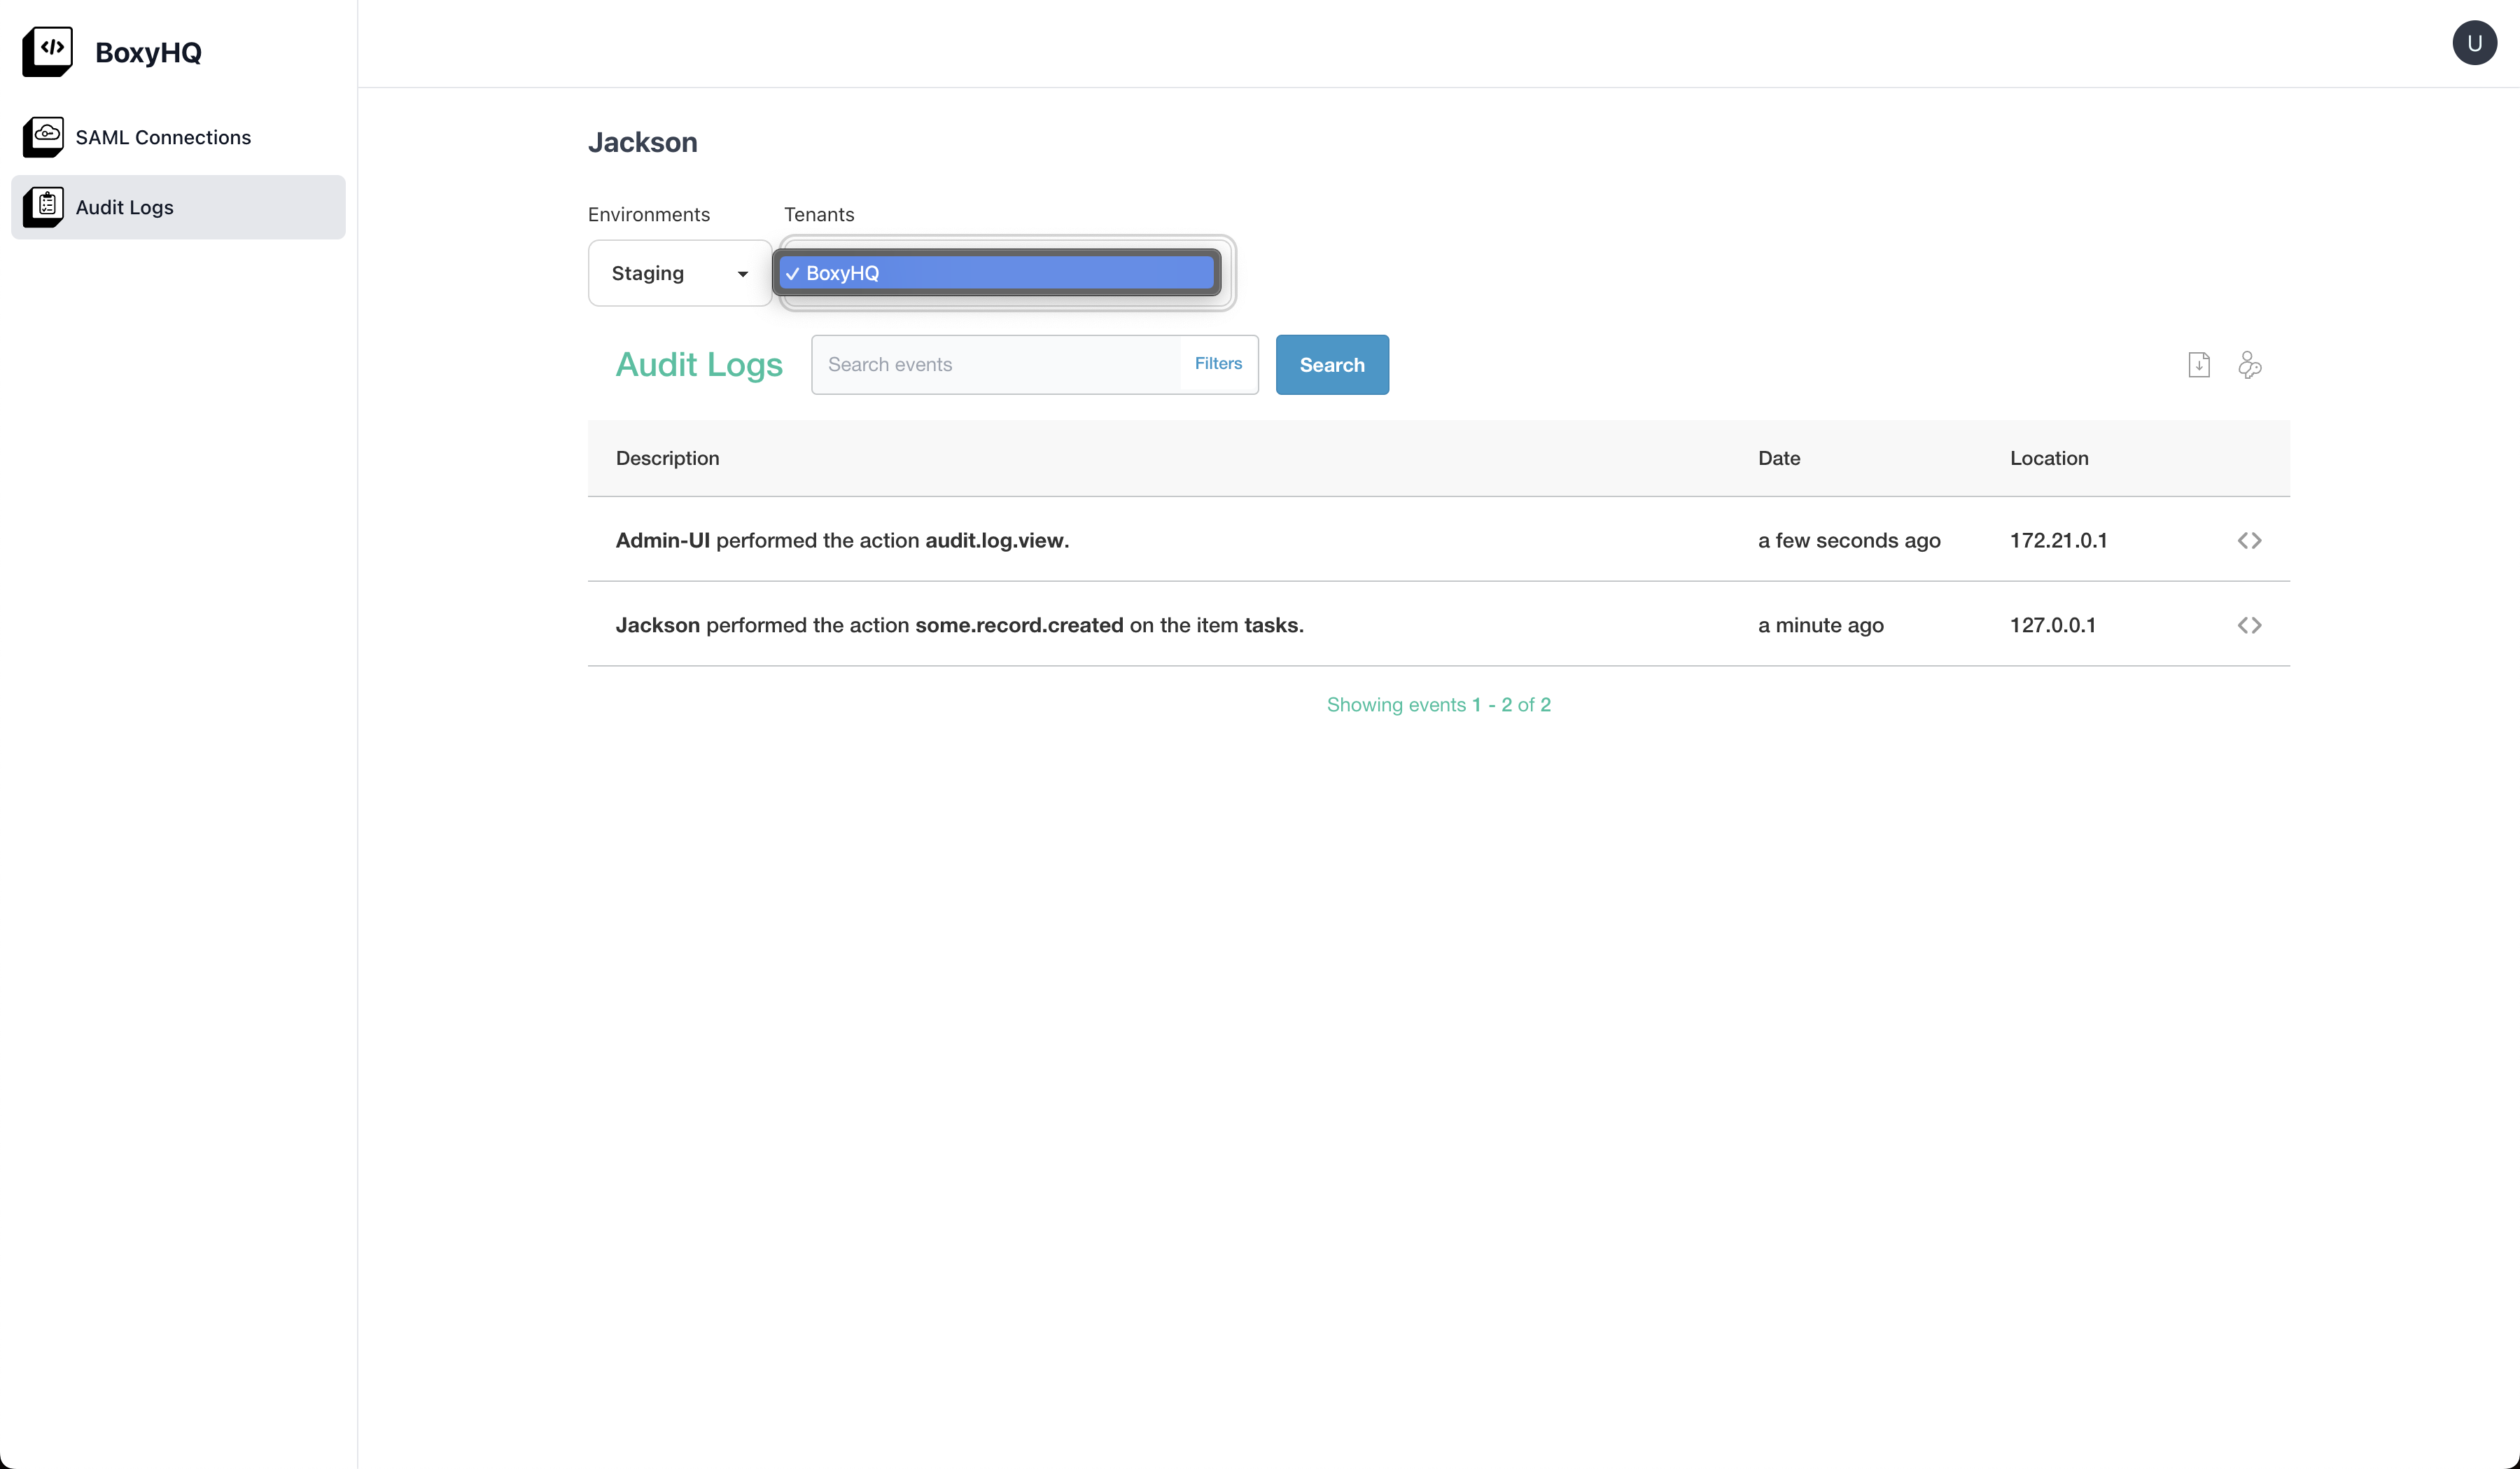 BoxyHQ
U
SAML Connections
Audit Logs
Jackson
Environments Tenants
Staging ✓ BoxyHQ
Audit Logs Search events Filters Search
Description Date Location
Admin-UI performed the action audit.log.view. a few seconds ago 172.21.0.1
Jackson performed the action some.record.created on the item tasks. a minute ago 127.0.0.1
Showing events 1 - 2 of 2